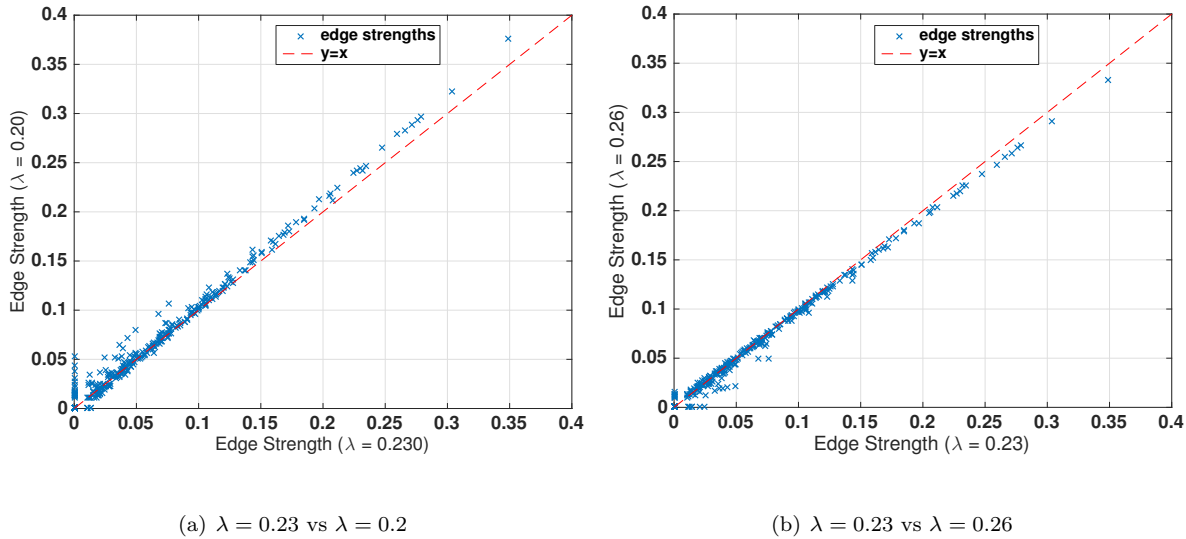 0.4
0.35
0.3
0.25
0.2
0.15
0.1
0.05
0
Edge Strength (λ = 0.20)
× edge strengths
y=x
0 0.05 0.1 0.15 0.2 0.25 0.3 0.35 0.4
Edge Strength (λ = 0.230)
(a) λ = 0.23 vs λ = 0.2
0.4
0.35
0.3
0.25
0.2
0.15
0.1
0.05
0
Edge Strength (λ = 0.26)
× edge strengths
y=x
0 0.05 0.1 0.15 0.2 0.25 0.3 0.35 0.4
Edge Strength (λ = 0.23)
(b) λ = 0.23 vs λ = 0.26